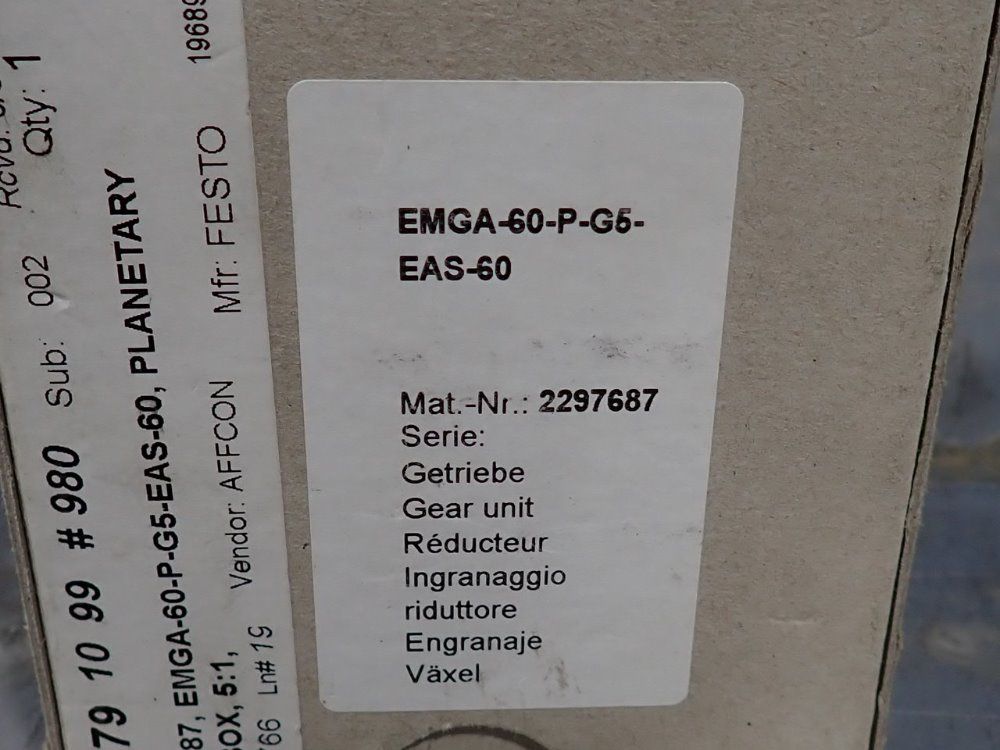 EMGA-60-P-G5-
EAS-60
Mat.-Nr.: 2297687
Serie:
Getriebe
Gear unit
Réducteur
Ingranaggio
riduttore
Engranaje
Växel
Qty: 1
79 10 99 # 980 Sub: 002
87, EMGA-60-P-G5-EAS-60, PLANETARY
BOX, 5:1, Vendor: AFFCON Mfr: FESTO
66 Ln# 19